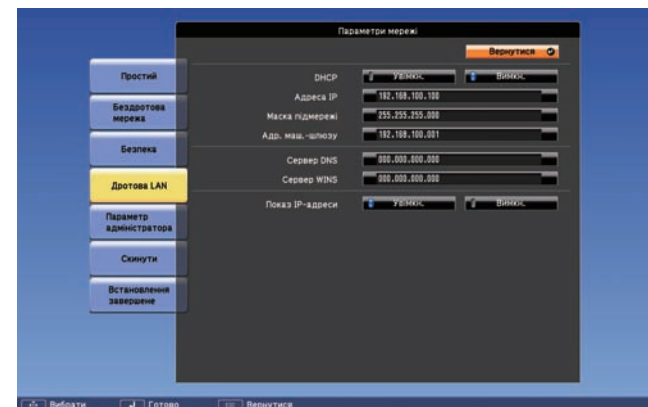 Параметри мережі
Вернутися
Простий
Бездротова
мережа
Безпека
Дротова LAN
Параметр
адміністратора
Скинути
Встановлення
завершене
DHCP Увімкн. Вимкн.
Адреса IP 192.168.100.100
Маска підмережі 255.255.255.000
Адр. маш.-шлюзу 192.168.100.001
Сервер DNS 000.000.000.000
Сервер WINS 000.000.000.000
Показ IP-адреси Увімкн. Вимкн.
Вибрати Готово Вернутися